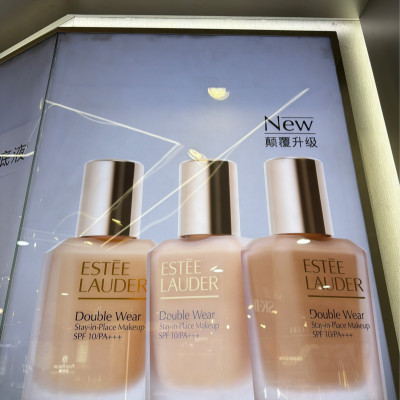 底液
New
颠覆升级
ESTĒE
LAUDER
Double Wear
Stay-in-Place Makeup
SPF 10/PA+++
ESTĒE
LAUDER
Double Wear
Stay-in-Place Makeup
SPF 10/PA+++
ESTĒE
LAUDER
Double Wear
Stay-in-Place Makeup
SPF 10/PA+++